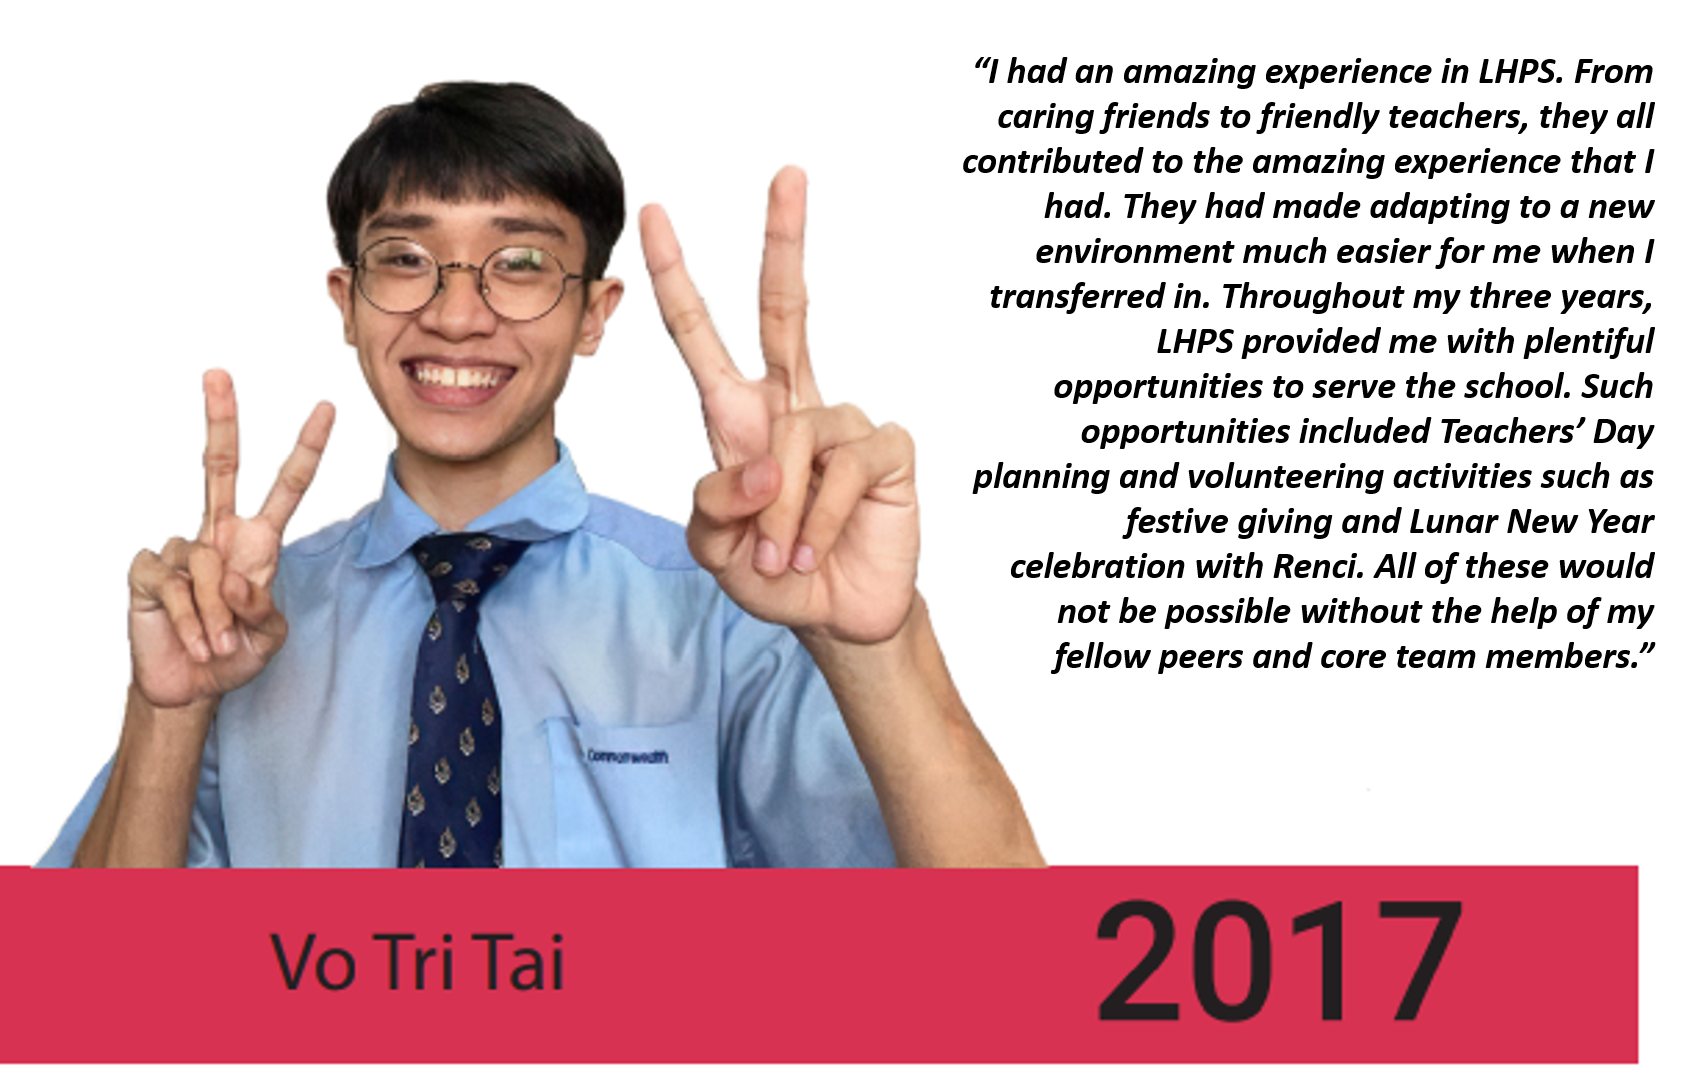 “I had an amazing experience in LHPS. From
caring friends to friendly teachers, they all
contributed to the amazing experience that I
had. They had made adapting to a new
environment much easier for me when I
transferred in. Throughout my three years,
LHPS provided me with plentiful
opportunities to serve the school. Such
opportunities included Teachers’ Day
planning and volunteering activities such as
festive giving and Lunar New Year
celebration with Renci. All of these would
not be possible without the help of my
fellow peers and core team members.”
Commonwealth
Vo Tri Tai
2017